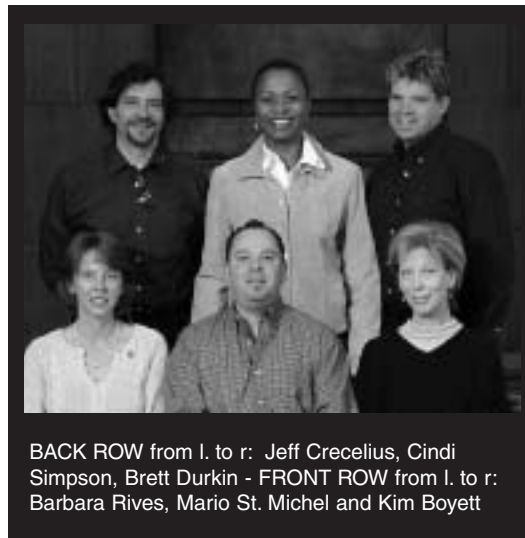 BACK ROW from l. to r:  Jeff Crecelius, Cindi
Simpson, Brett Durkin - FRONT ROW from l. to r:
Barbara Rives, Mario St. Michel and Kim Boyett